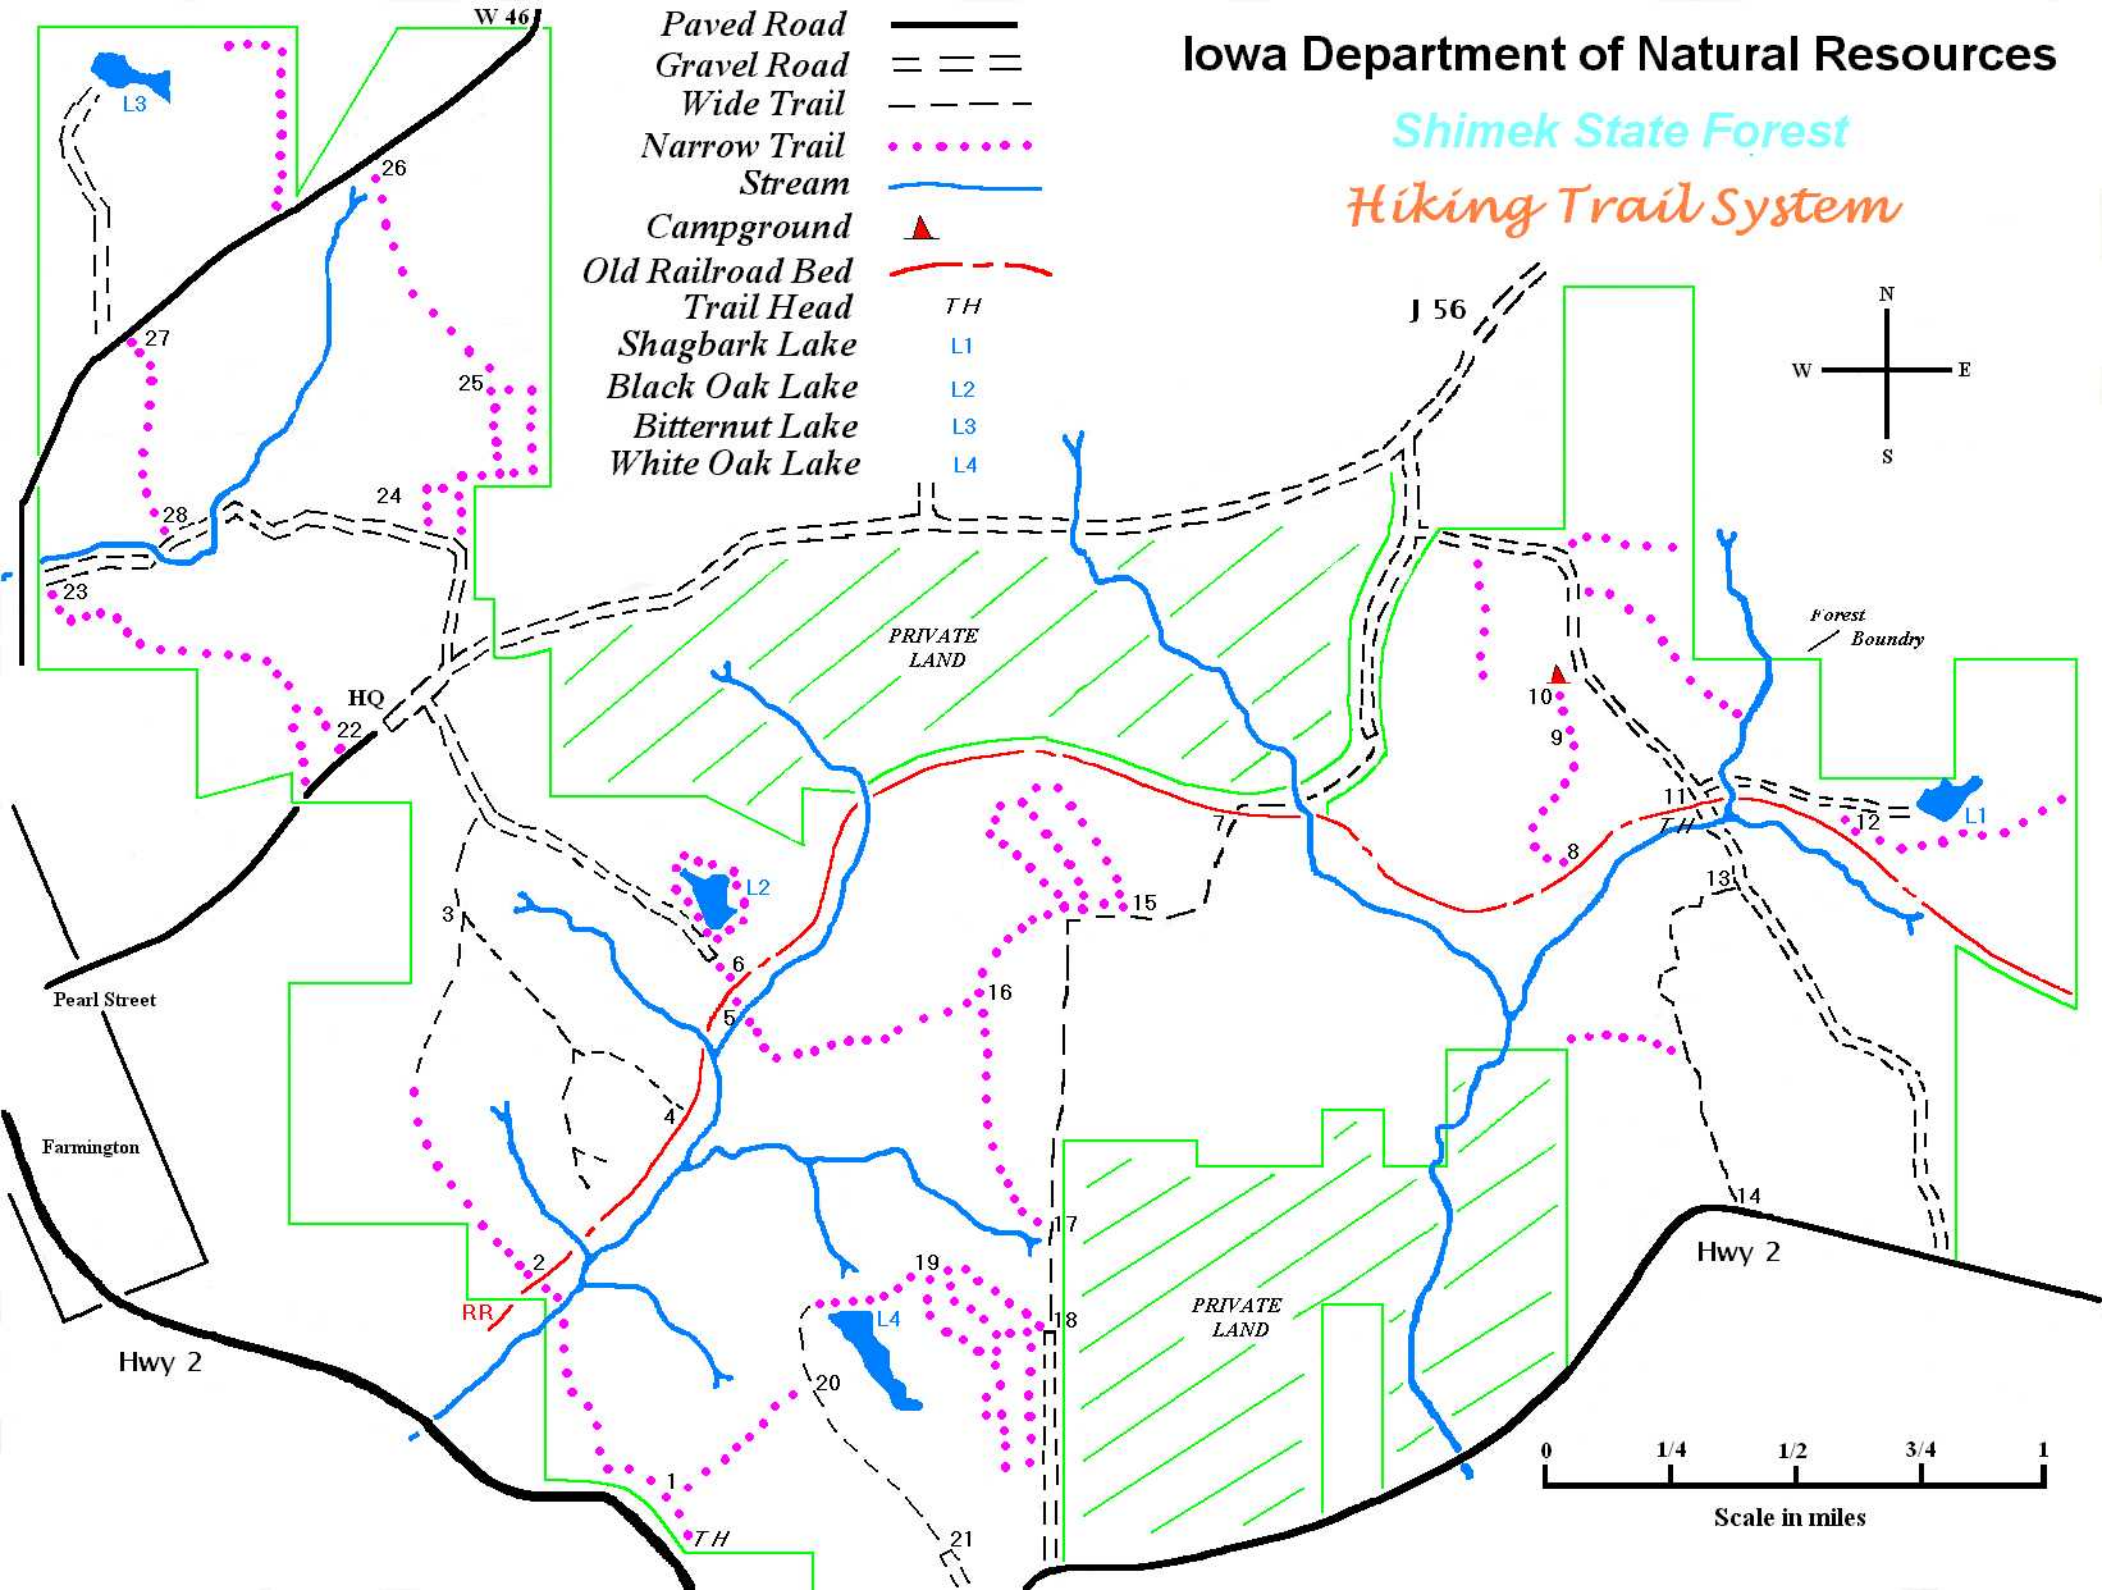 W 46
Paved Road
Gravel Road
Wide Trail
Narrow Trail
Stream
Campground
Old Railroad Bed
Trail Head TH
Shagbark Lake L1
Black Oak Lake L2
Bitternut Lake L3
White Oak Lake L4
Iowa Department of Natural Resources
Shimek State Forest
Hiking Trail System
L3
26
27
25
24
28
23
J 56
N
W E
S
PRIVATE
LAND
Forest
Boundry
HQ
22
10
9
11
TH
12
L1
7
8
13
L2
3
15
6
16
5
Pearl Street
4
Farmington
14
17
Hwy 2
2
19
RR
L4
18
PRIVATE
LAND
Hwy 2
20
1
TH
21
0 1/4 1/2 3/4 1
Scale in miles